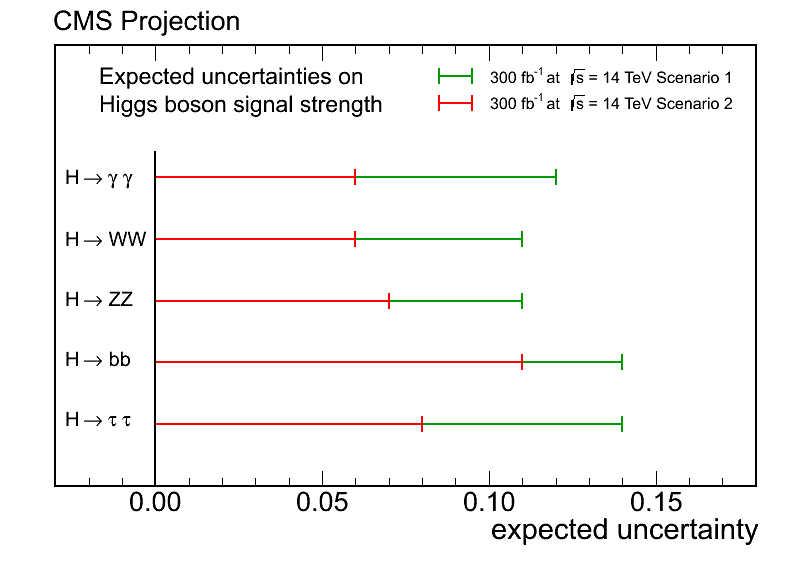 CMS Projection
Expected uncertainties on
Higgs boson signal strength
300 fb⁻¹ at √s = 14 TeV Scenario 1
300 fb⁻¹ at √s = 14 TeV Scenario 2
H → γ γ
H → WW
H → ZZ
H → bb
H → τ τ
0.00 0.05 0.10 0.15
expected uncertainty